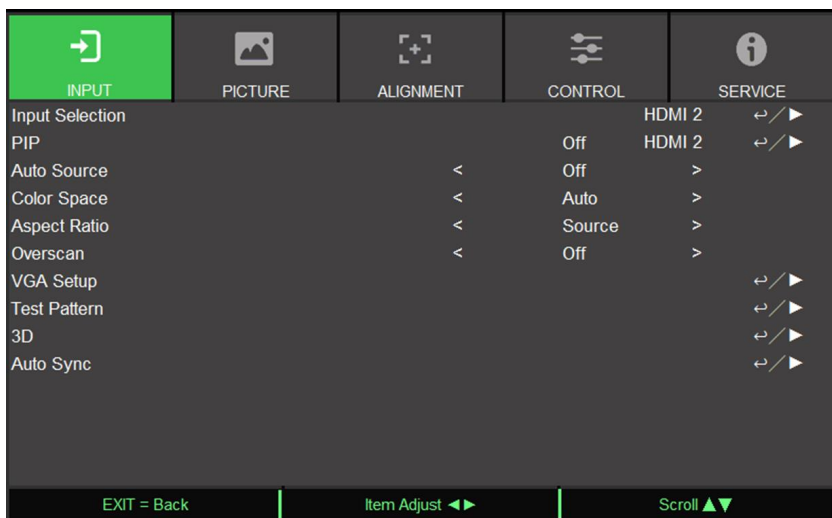 INPUT PICTURE ALIGNMENT CONTROL SERVICE
Input Selection HDMI 2 ↩/▶
PIP Off HDMI 2 ↩/▶
Auto Source < Off >
Color Space < Auto >
Aspect Ratio < Source >
Overscan < Off >
VGA Setup ↩/▶
Test Pattern ↩/▶
3D ↩/▶
Auto Sync ↩/▶
EXIT = Back Item Adjust ◀▶ Scroll ▲▼